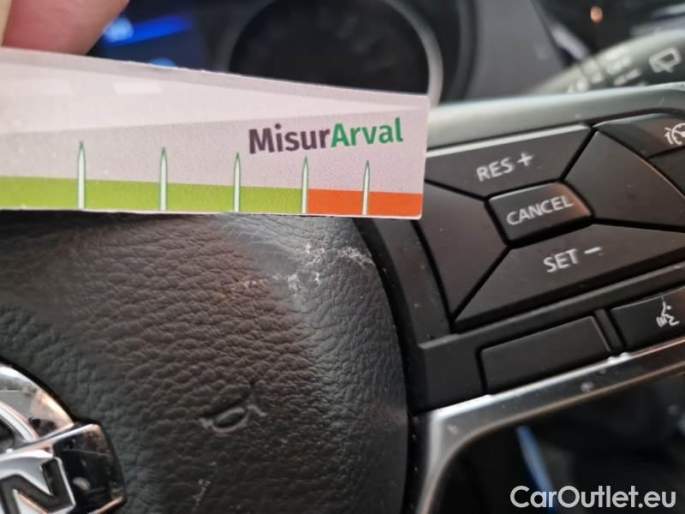 MisurArval
RES +
CANCEL
SET −
N
CarOutlet.eu